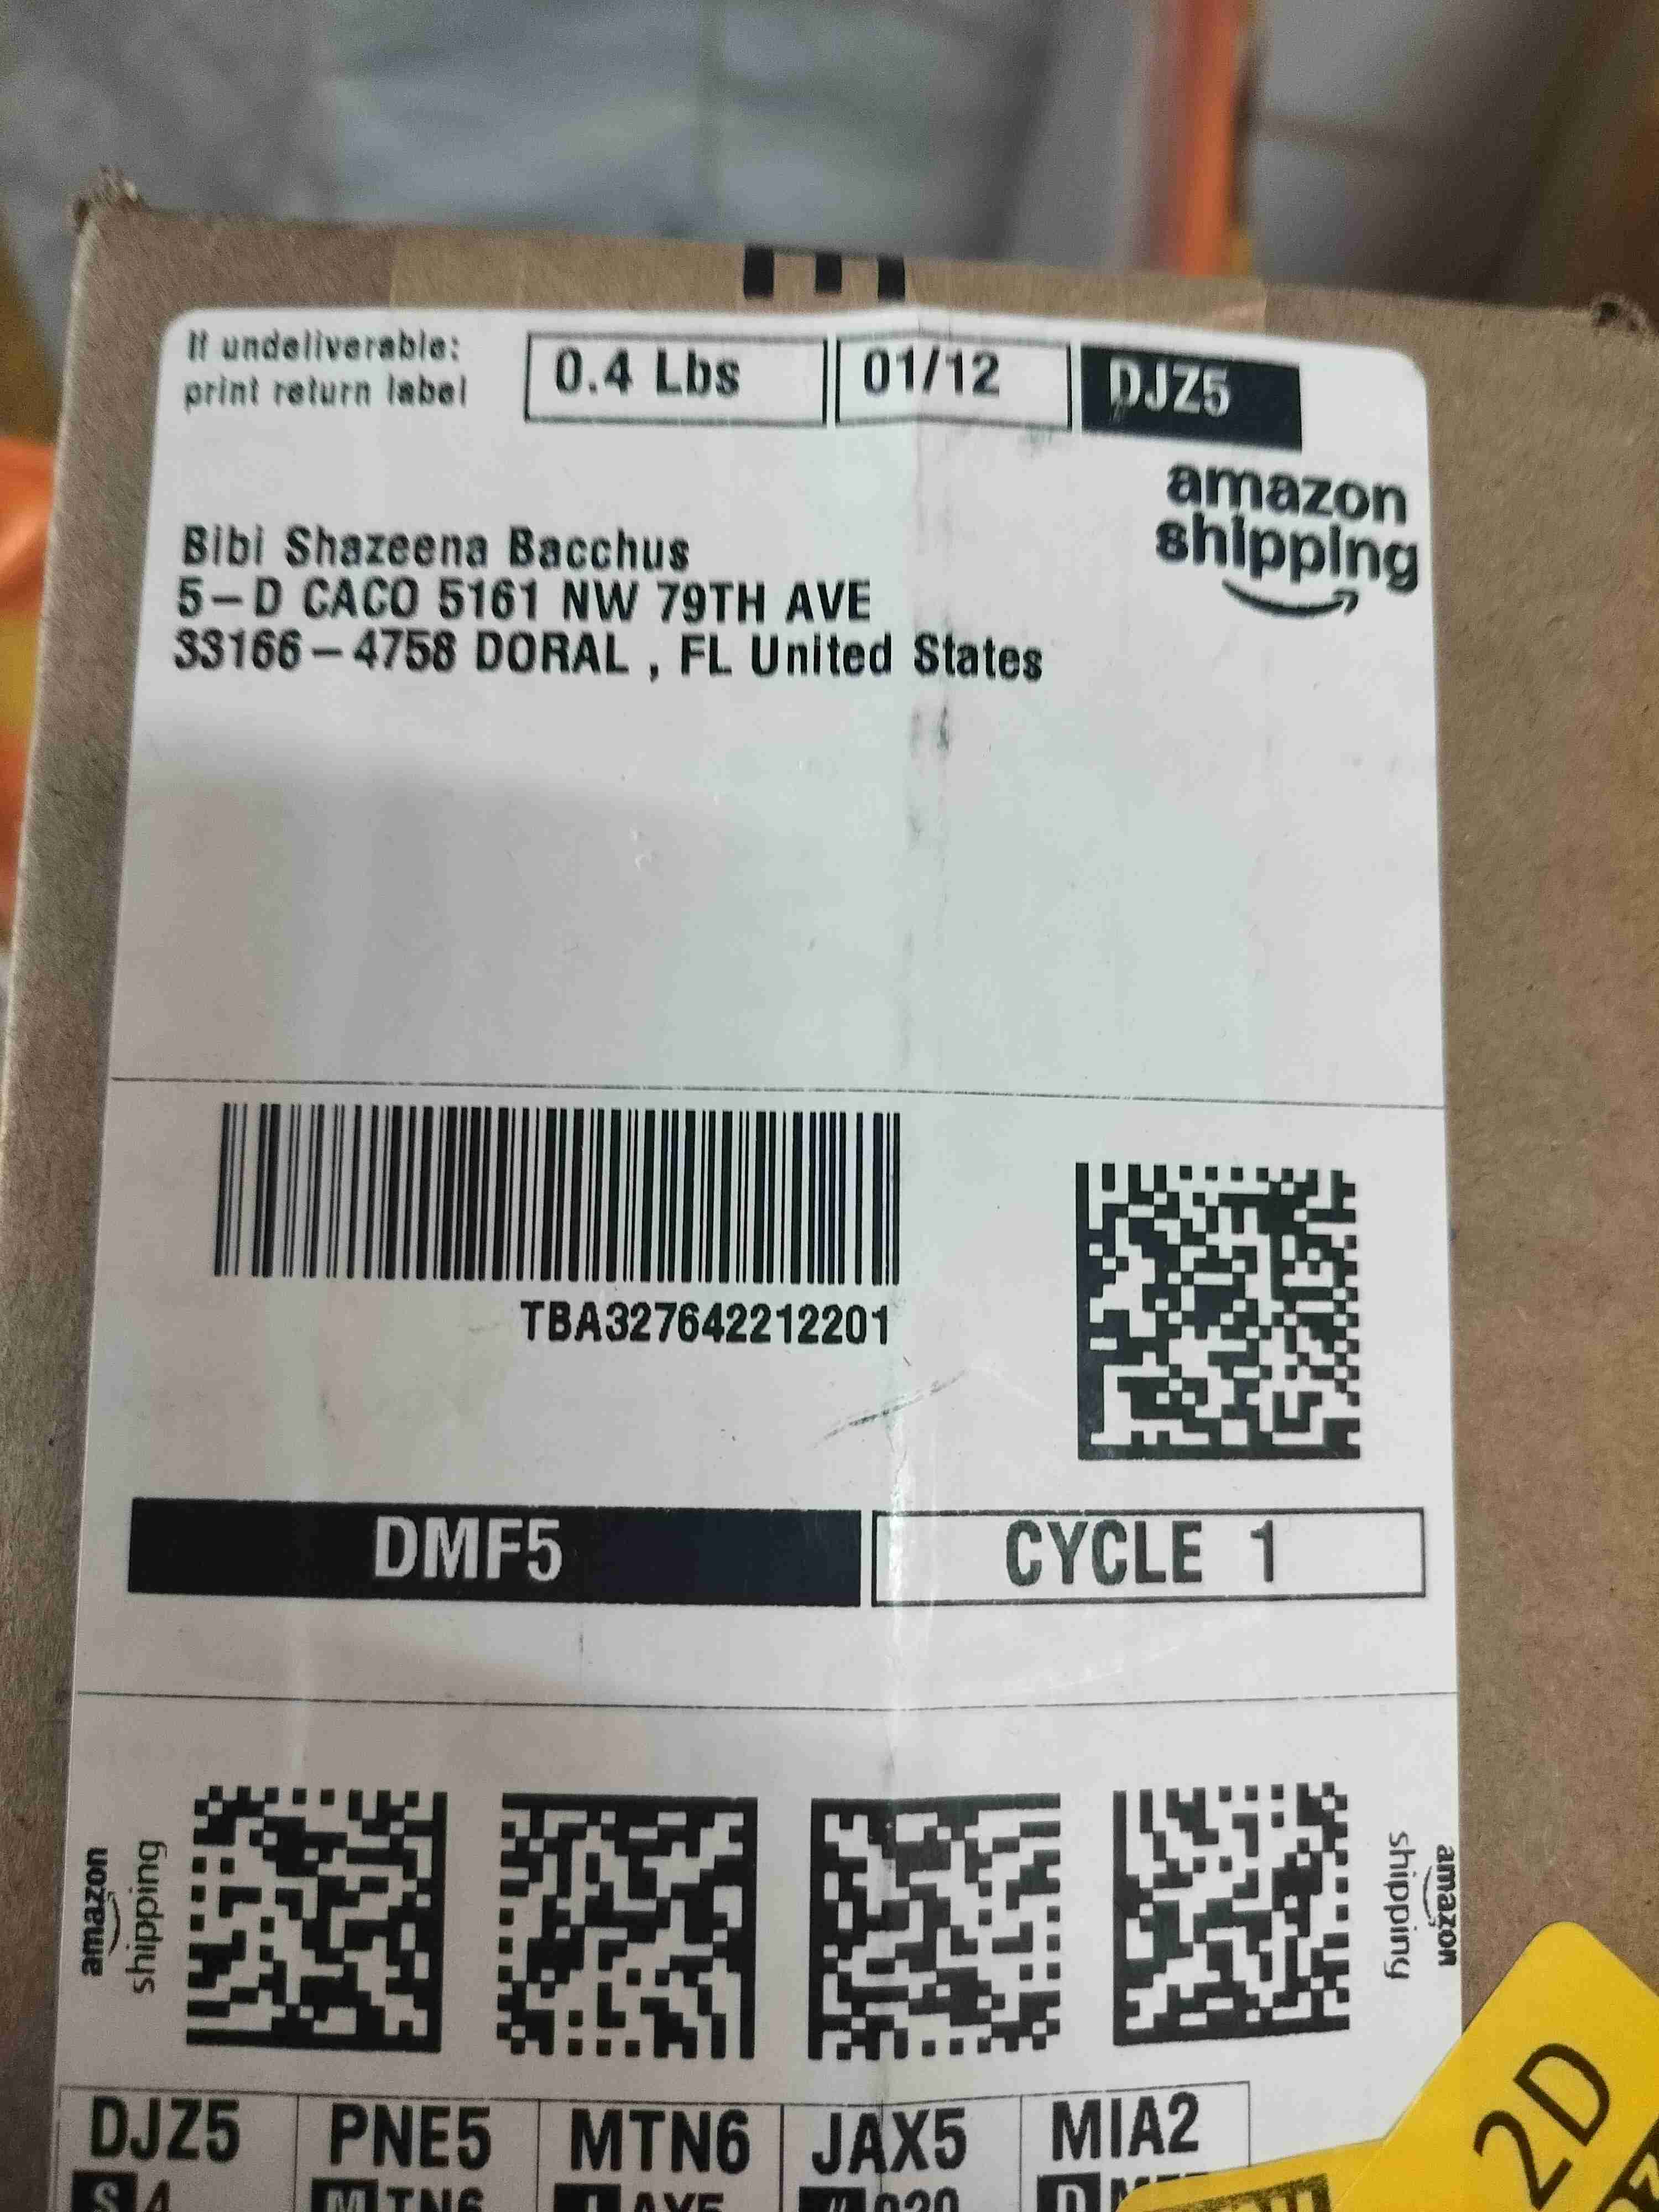 If undeliverable:
print return label
0.4 Lbs
01/12
DJZ5
amazon
shipping
Bibi Shazeena Bacchus
5-D CACO 5161 NW 79TH AVE
33166-4758 DORAL , FL United States
TBA327642212201
DMF5
CYCLE 1
amazon
shipping
amazon
shipping
DJZ5 PNE5 MTN6 JAX5 MIA2
S 4
2D